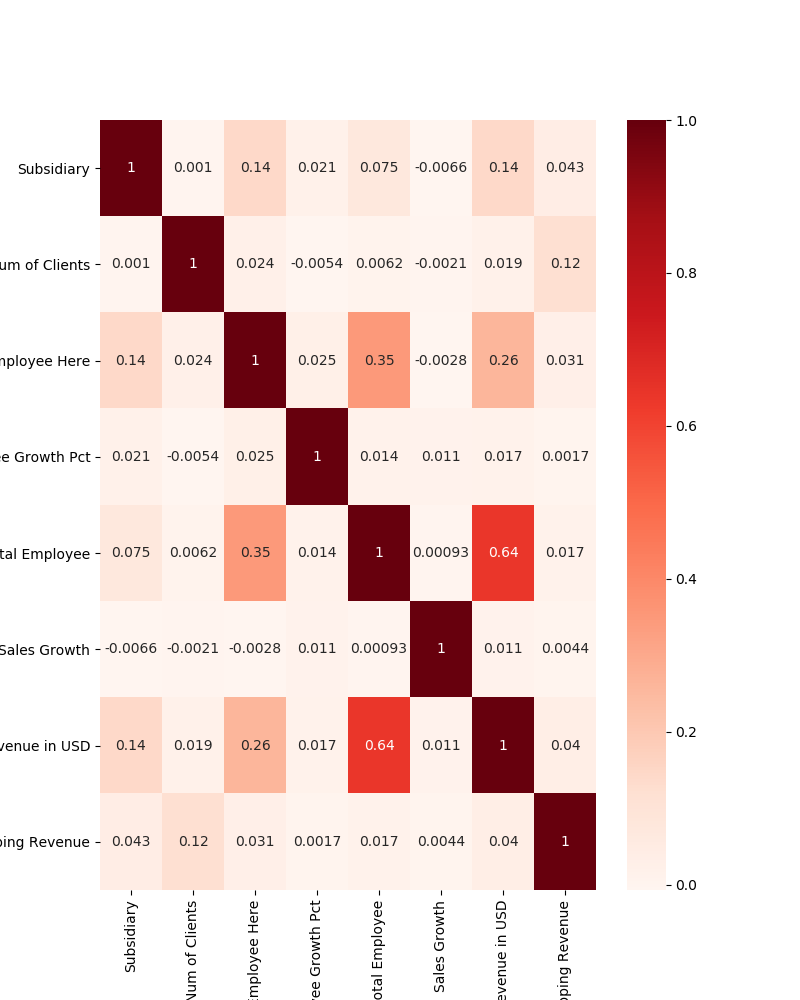 Subsidiary 1 0.001 0.14 0.021 0.075 -0.0066 0.14 0.043
um of Clients 0.001 1 0.024 -0.0054 0.0062 -0.0021 0.019 0.12
mployee Here 0.14 0.024 1 0.025 0.35 -0.0028 0.26 0.031
ee Growth Pct 0.021 -0.0054 0.025 1 0.014 0.011 0.017 0.0017
tal Employee 0.075 0.0062 0.35 0.014 1 0.00093 0.64 0.017
Sales Growth -0.0066 -0.0021 -0.0028 0.011 0.00093 1 0.011 0.0044
venue in USD 0.14 0.019 0.26 0.017 0.64 0.011 1 0.04
ping Revenue 0.043 0.12 0.031 0.0017 0.017 0.0044 0.04 1
Subsidiary
Num of Clients
Employee Here
ee Growth Pct
otal Employee
Sales Growth
evenue in USD
pping Revenue
1.0
0.8
0.6
0.4
0.2
0.0